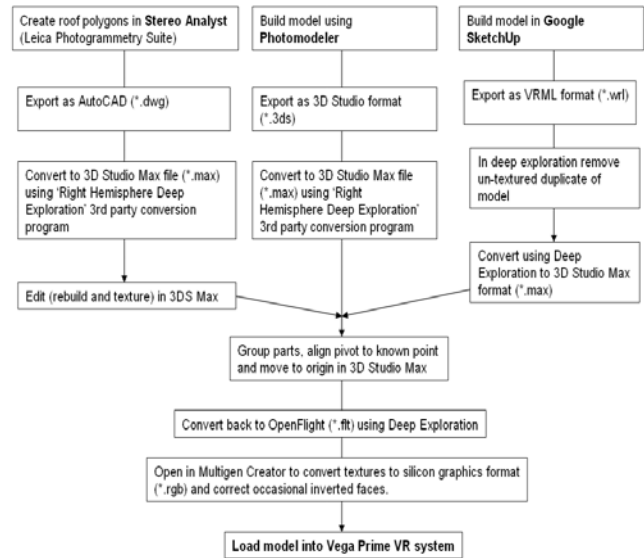 Create roof polygons in Stereo Analyst
(Leica Photogrammetry Suite)
Export as AutoCAD (*.dwg)
Convert to 3D Studio Max file (*.max)
using ‘Right Hemisphere Deep
Exploration’ 3rd party conversion
program
Edit (rebuild and texture) in 3DS Max
Build model using
Photomodeler
Export as 3D Studio format
(*.3ds)
Convert to 3D Studio Max file
(*.max) using ‘Right
Hemisphere Deep Exploration’
3rd party conversion program
Build model in Google
SketchUp
Export as VRML format (*.wrl)
In deep exploration remove
un-textured duplicate of
model
Convert using Deep
Exploration to 3D Studio Max
format (*.max)
Group parts, align pivot to known point
and move to origin in 3D Studio Max
Convert back to OpenFlight (*.flt) using Deep Exploration
Open in Multigen Creator to convert textures to silicon graphics format
(*.rgb) and correct occasional inverted faces.
Load model into Vega Prime VR system